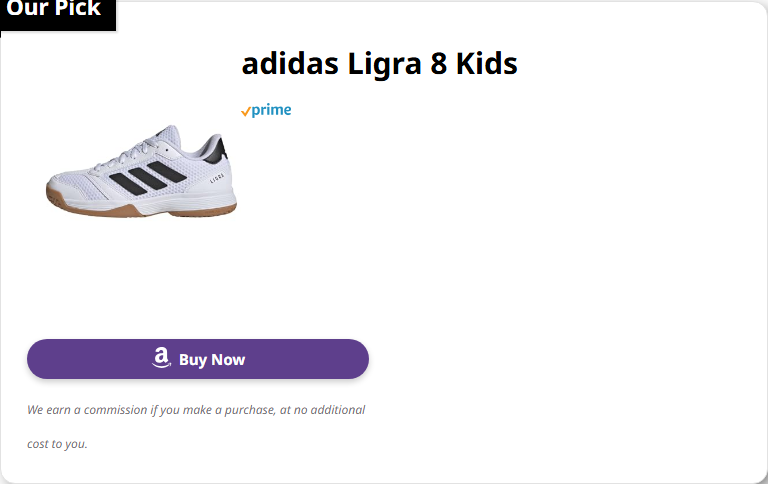 Our Pick
adidas Ligra 8 Kids
prime
LIGRA
Buy Now
We earn a commission if you make a purchase, at no additional
cost to you.